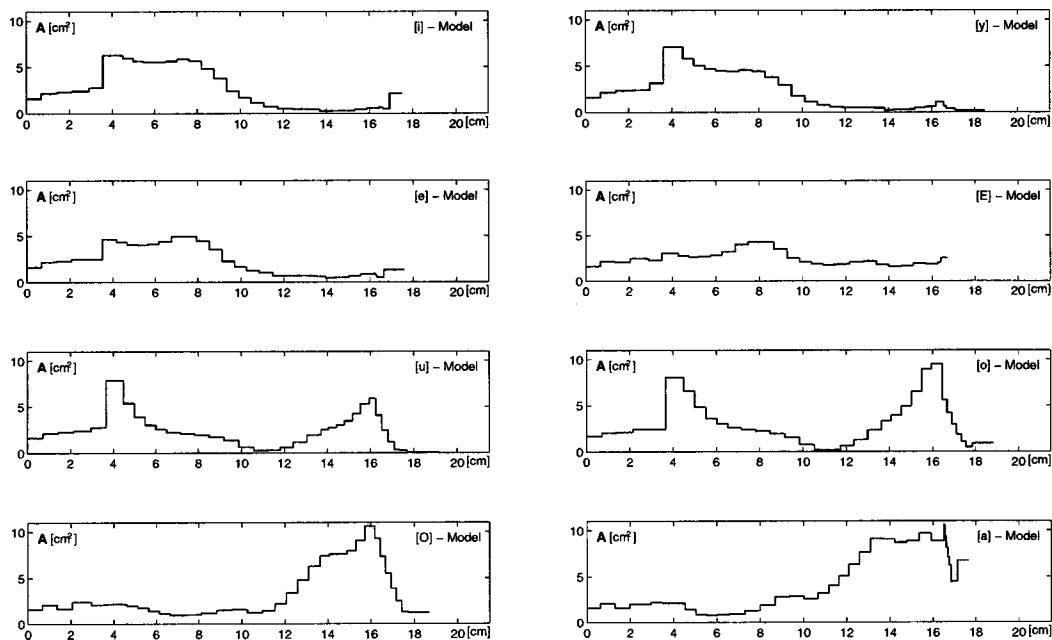 10 A [cm²] [i] – Model
5
0
0 2 4 6 8 10 12 14 16 18 20 [cm]
10 A [cm²] [y] – Model
5
0
0 2 4 6 8 10 12 14 16 18 20 [cm]
10 A [cm²] [e] – Model
5
0
0 2 4 6 8 10 12 14 16 18 20 [cm]
10 A [cm²] [E] – Model
5
0
0 2 4 6 8 10 12 14 16 18 20 [cm]
10 A [cm²] [u] – Model
5
0
0 2 4 6 8 10 12 14 16 18 20 [cm]
10 A [cm²] [o] – Model
5
0
0 2 4 6 8 10 12 14 16 18 20 [cm]
10 A [cm²] [O] – Model
5
0
0 2 4 6 8 10 12 14 16 18 20 [cm]
10 A [cm²] [a] – Model
5
0
0 2 4 6 8 10 12 14 16 18 20 [cm]